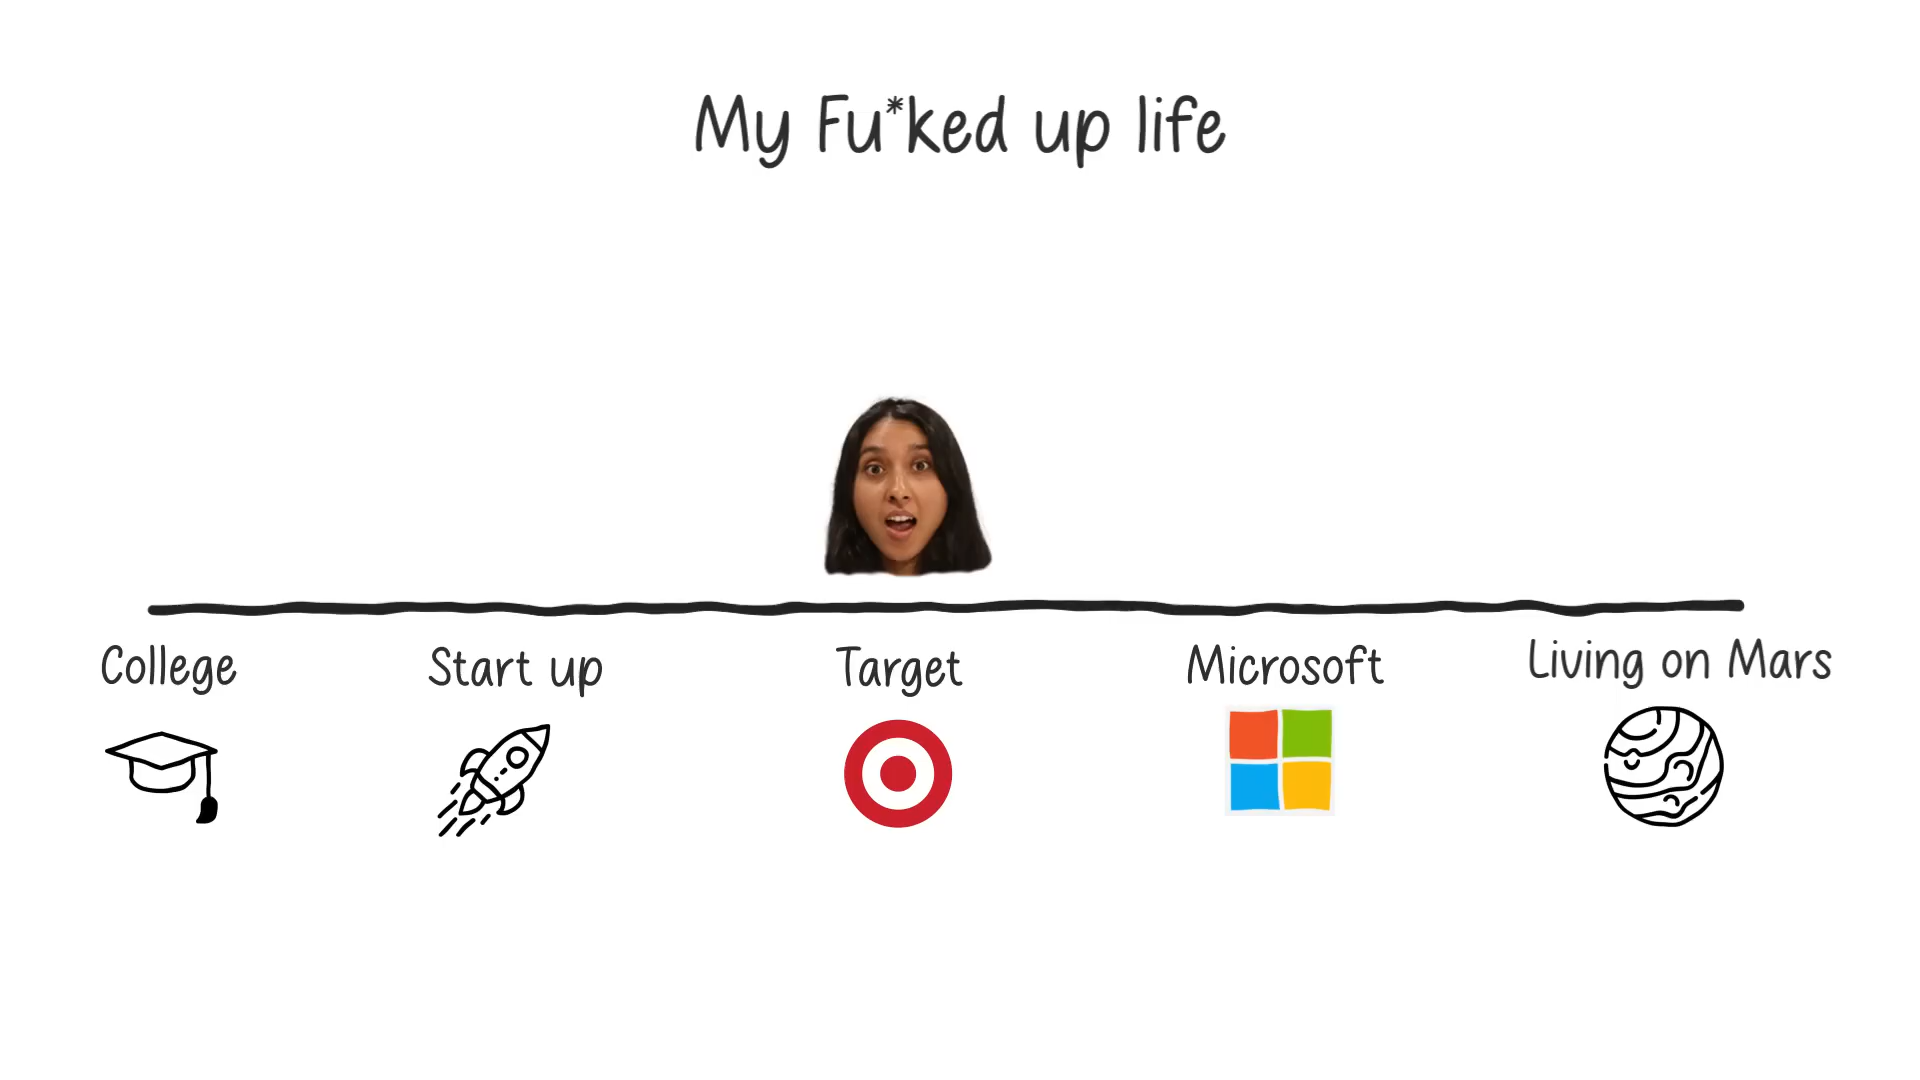 My Fu*ked up life
College
Start up
Target
Microsoft
Living on Mars